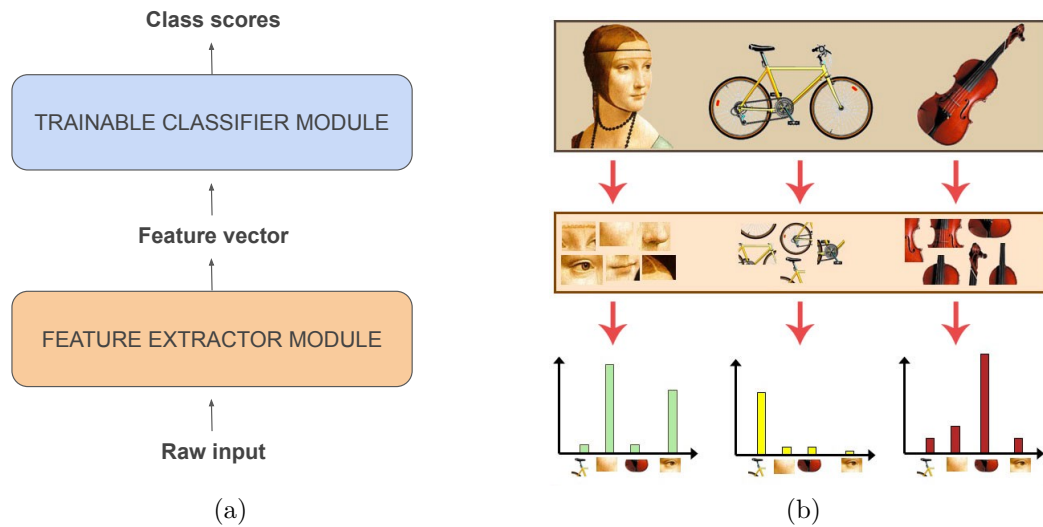 Class scores
TRAINABLE CLASSIFIER MODULE
Feature vector
FEATURE EXTRACTOR MODULE
Raw input
(a)
(b)